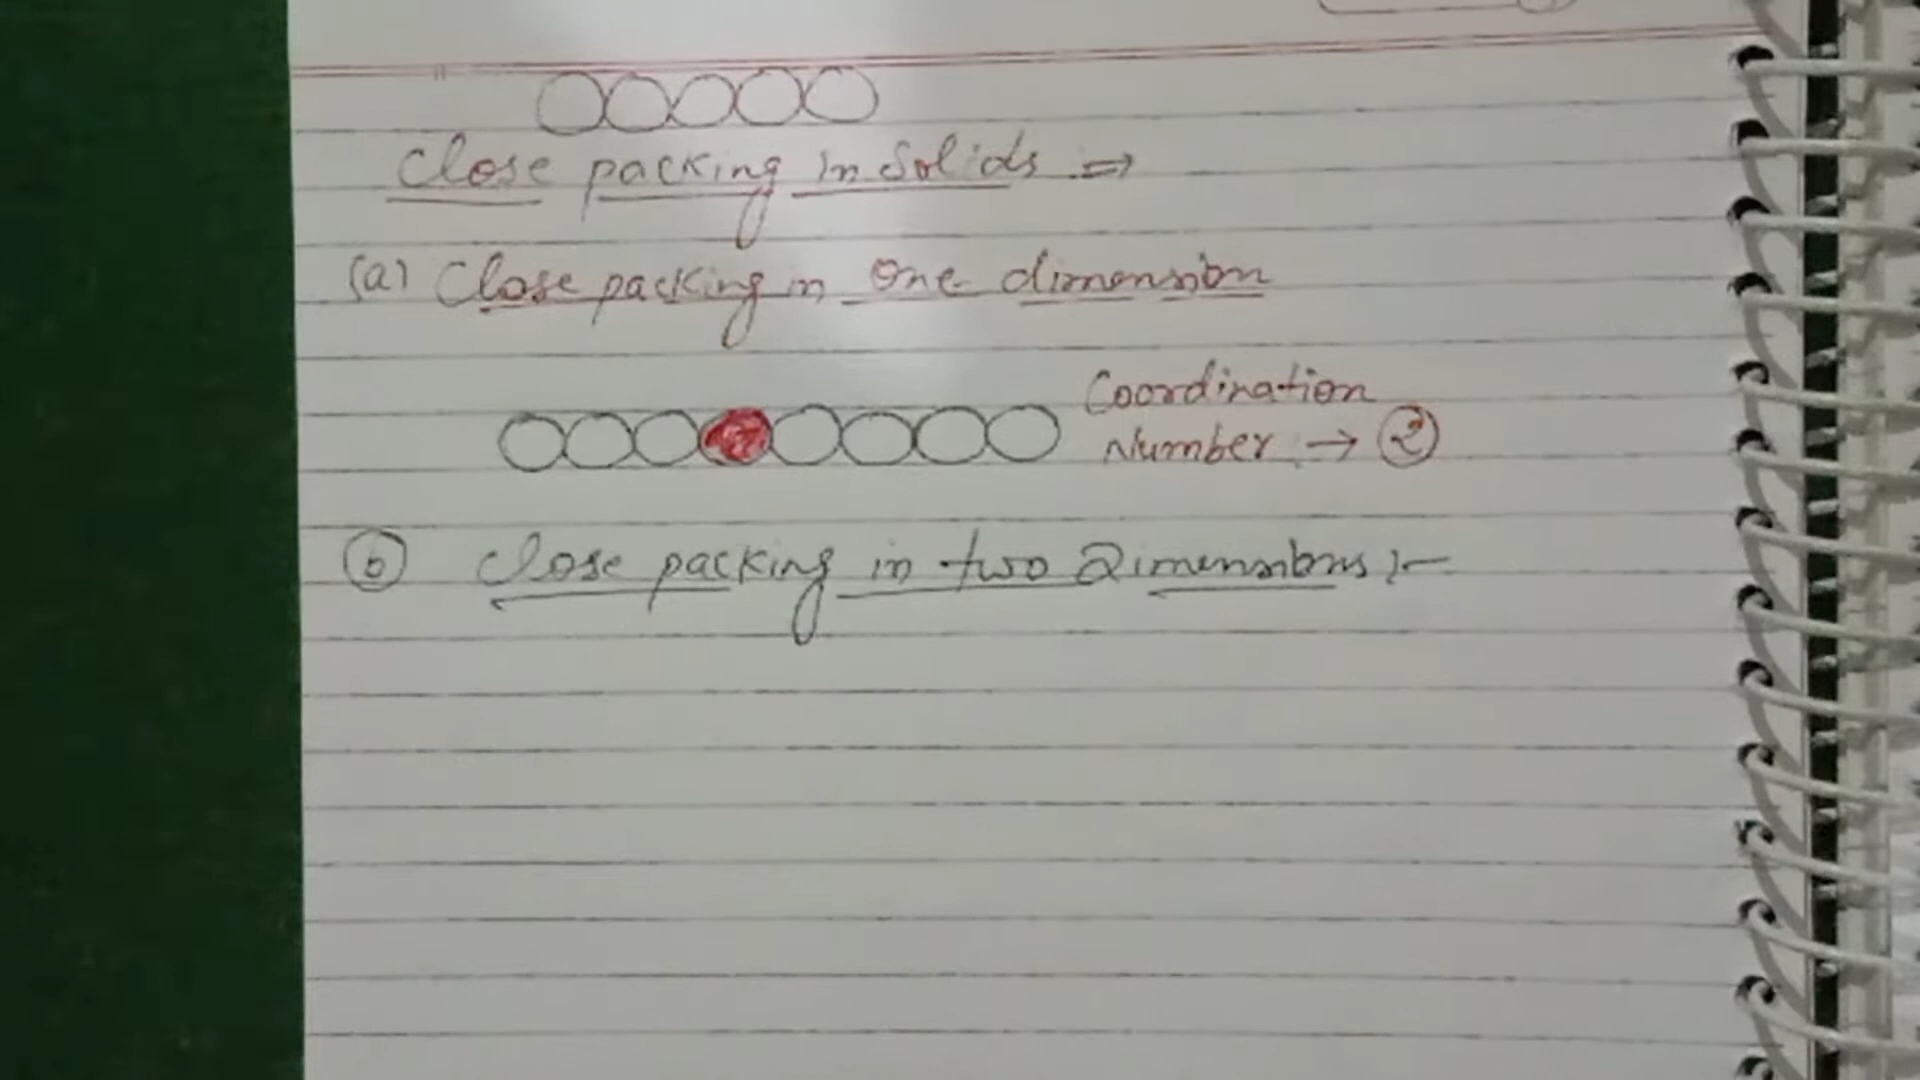 Close packing in Solids ⇒
(a) Close packing in One dimension
Coordination
Number → 2
b Close packing in two Dimensions :-